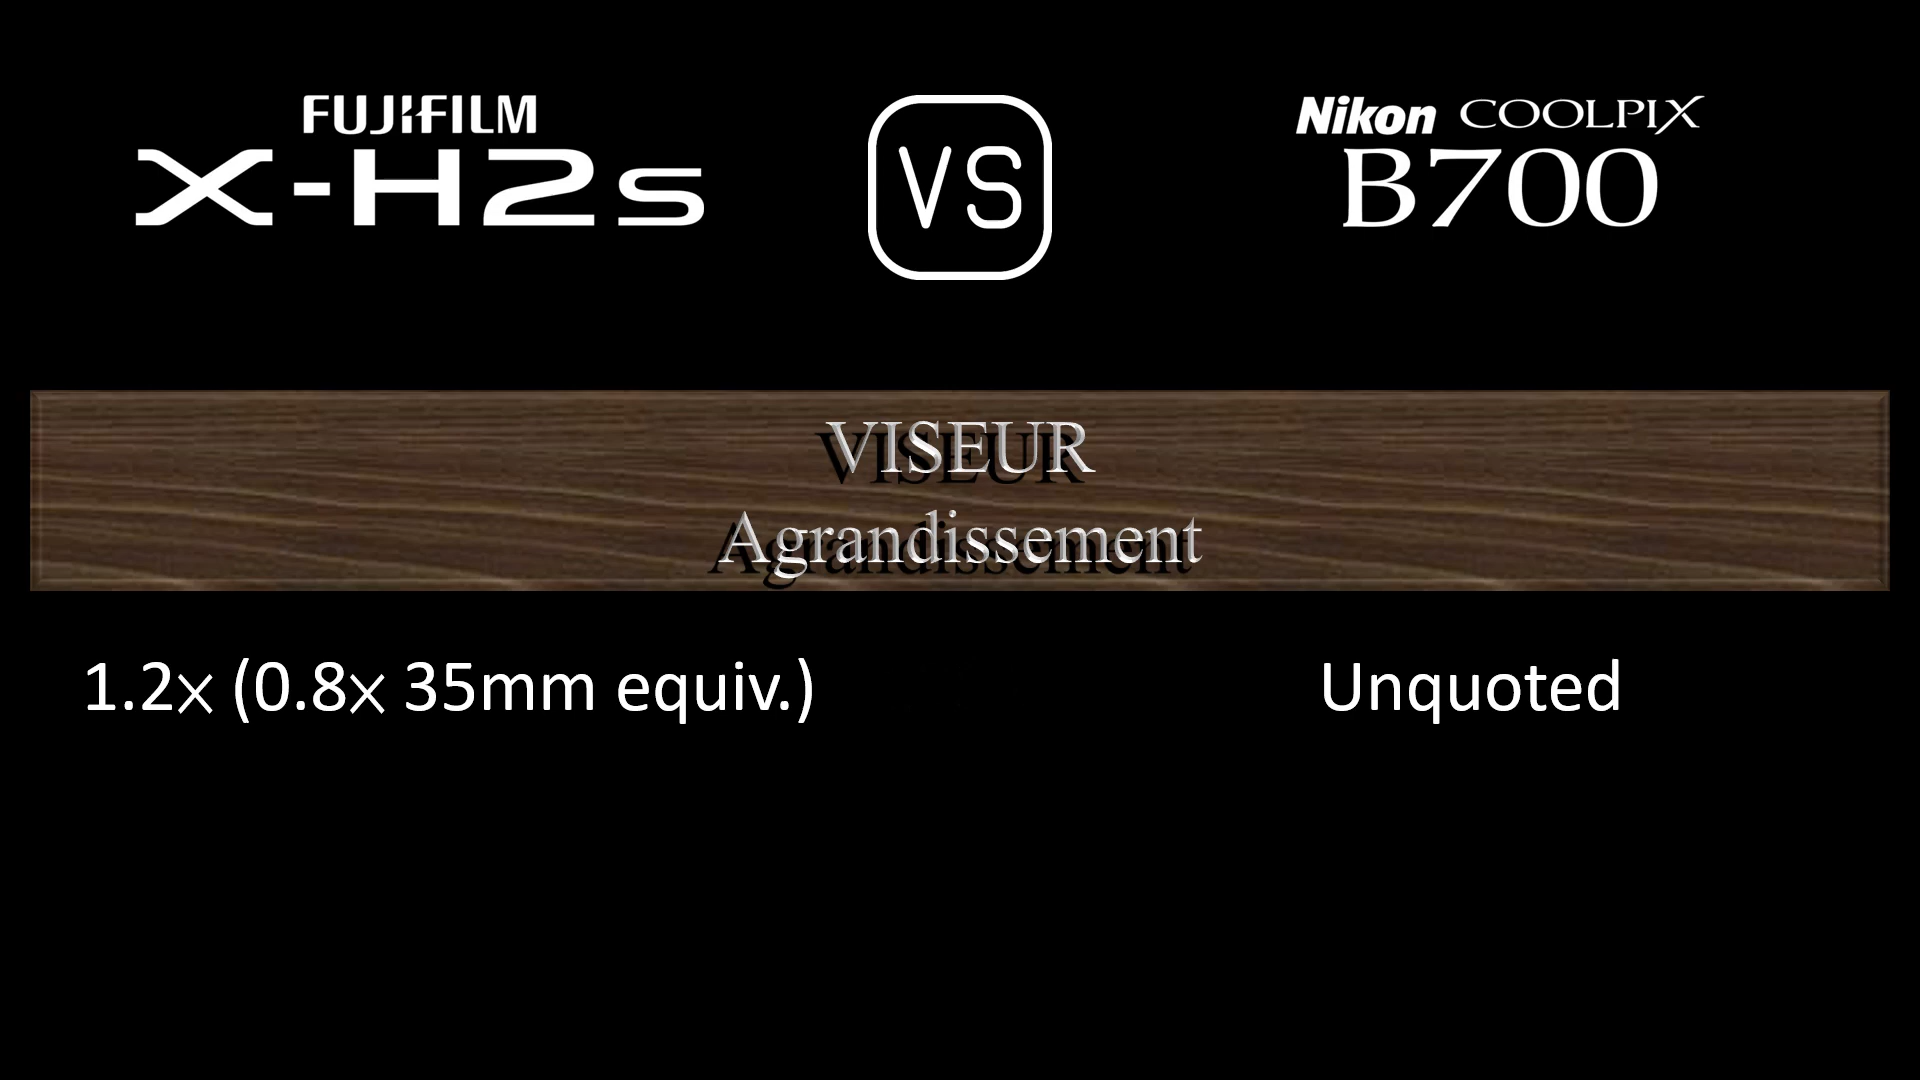 FUJIFILM
X-H2s
VS
Nikon COOLPIX
B700
VISEUR
Agrandissement
1.2x (0.8x 35mm equiv.)
Unquoted